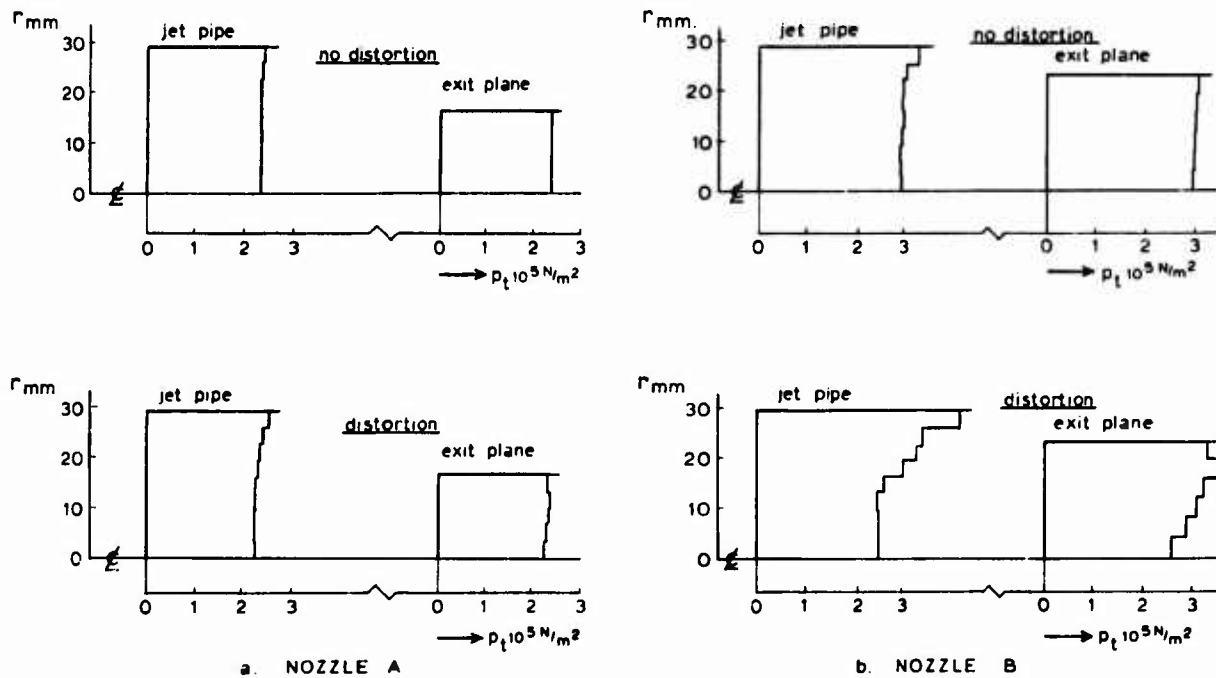 r mm
jet pipe
no distortion
exit plane
30
20
10
0
0 1 2 3 0 1 2 3
p_t 10^5 N/m^2
r mm.
jet pipe
no distortion
exit plane
30
20
10
0
0 1 2 3 0 1 2 3
p_t 10^5 N/m^2
r mm
jet pipe
distortion
exit plane
30
20
10
0
0 1 2 3 0 1 2 3
p_t 10^5 N/m^2
a. NOZZLE A
r mm
jet pipe
distortion
exit plane
30
20
10
0
0 1 2 3 0 1 2 3
p_t 10^5 N/m^2
b. NOZZLE B